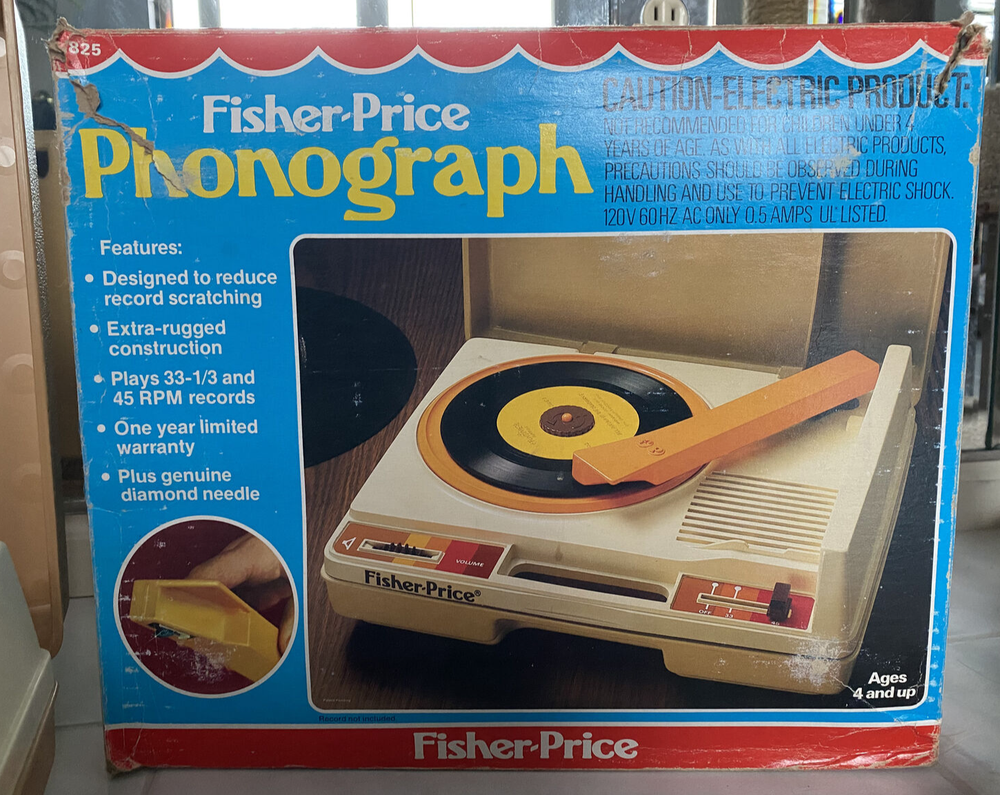 825
Fisher-Price
Phonograph
CAUTION-ELECTRIC PRODUCT:
NOT RECOMMENDED FOR CHILDREN UNDER 4
YEARS OF AGE. AS WITH ALL ELECTRIC PRODUCTS,
PRECAUTIONS SHOULD BE OBSERVED DURING
HANDLING AND USE TO PREVENT ELECTRIC SHOCK.
120V 60HZ AC ONLY 0.5 AMPS UL LISTED.
Features:
• Designed to reduce
record scratching
• Extra-rugged
construction
• Plays 33-1/3 and
45 RPM records
• One year limited
warranty
• Plus genuine
diamond needle
VOLUME
Fisher-Price®
OFF 33
Ages
4 and up
Record not included.
Fisher-Price